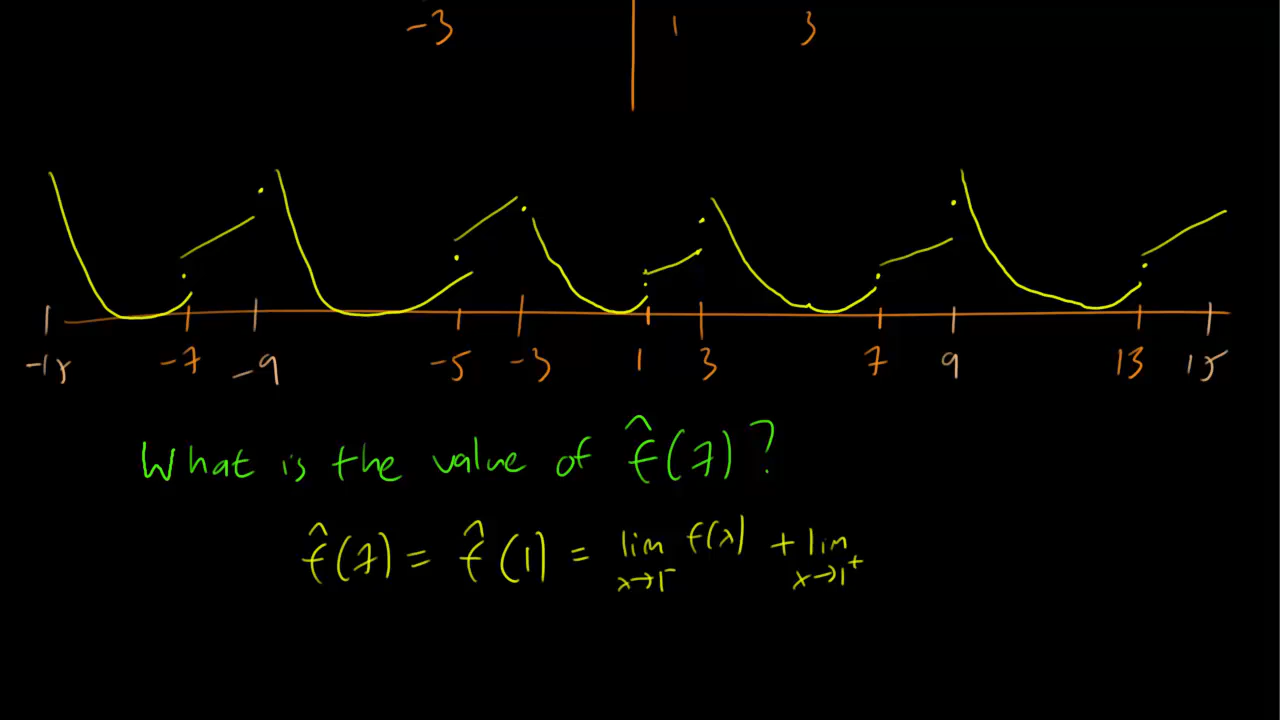 -3 1 3
-15 -7 -9 -5 -3 1 3 7 9 13 15
What is the value of f̂(7)?
f̂(7) = f̂(1) = lim x→1⁻ f(x) + lim x→1⁺